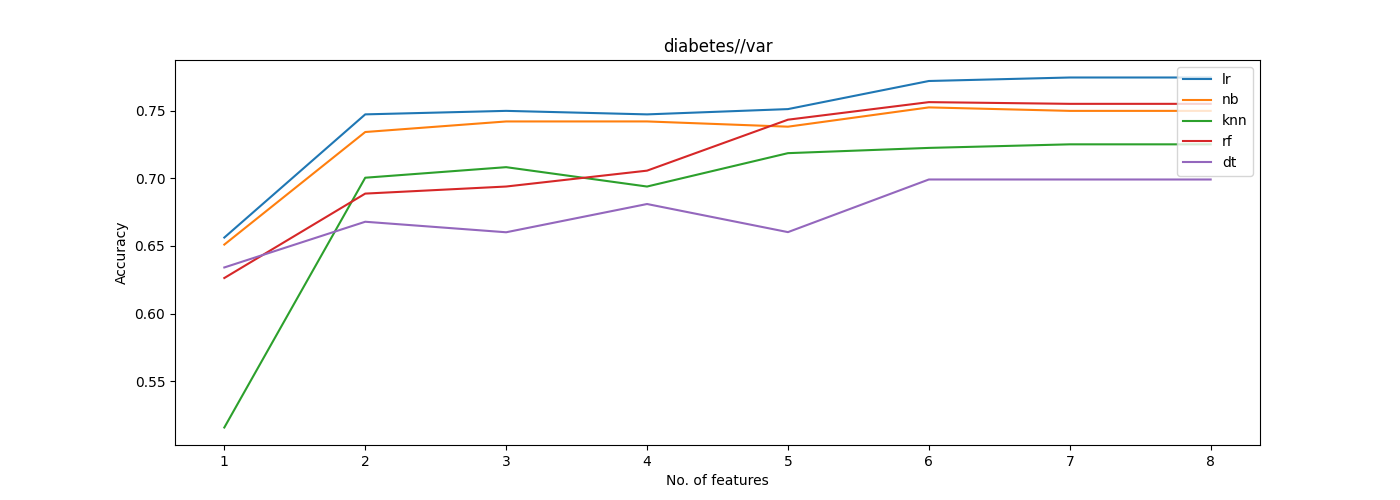 diabetes//var
Accuracy
0.75
0.70
0.65
0.60
0.55
lr
nb
knn
rf
dt
1 2 3 4 5 6 7 8
No. of features